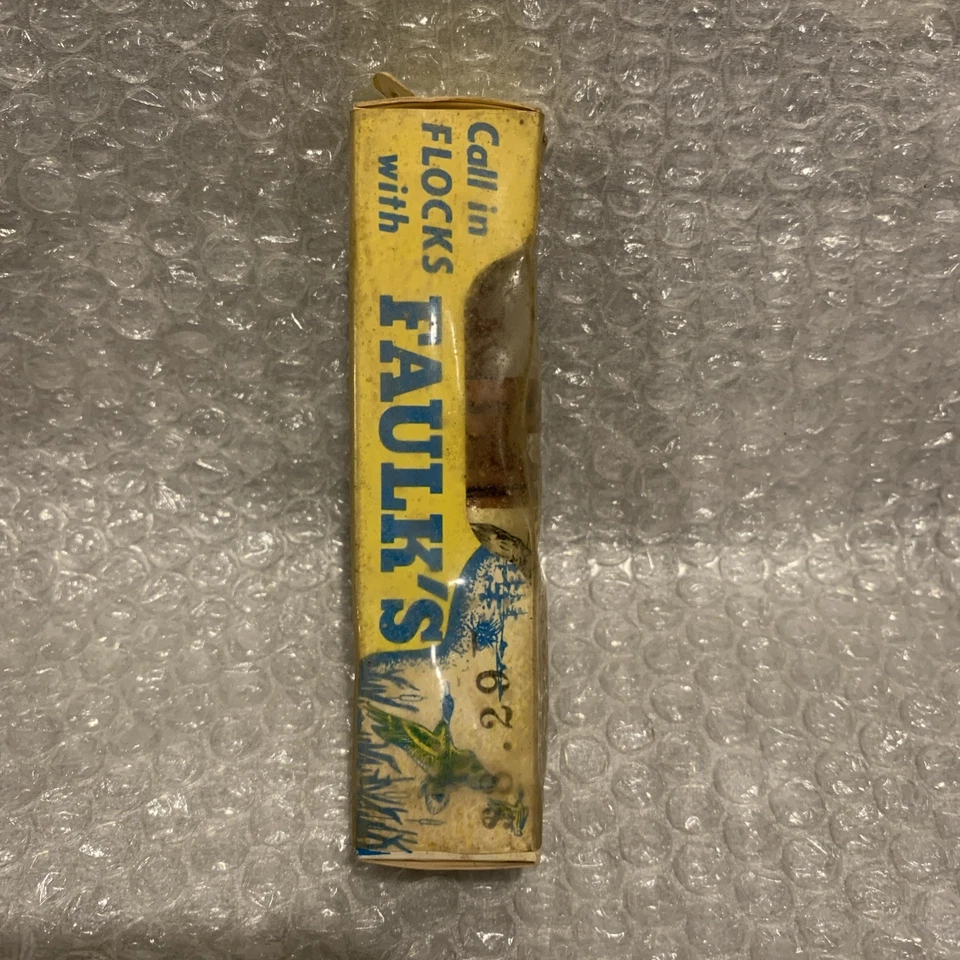 Call in
FLOCKS
with
FAULK'S